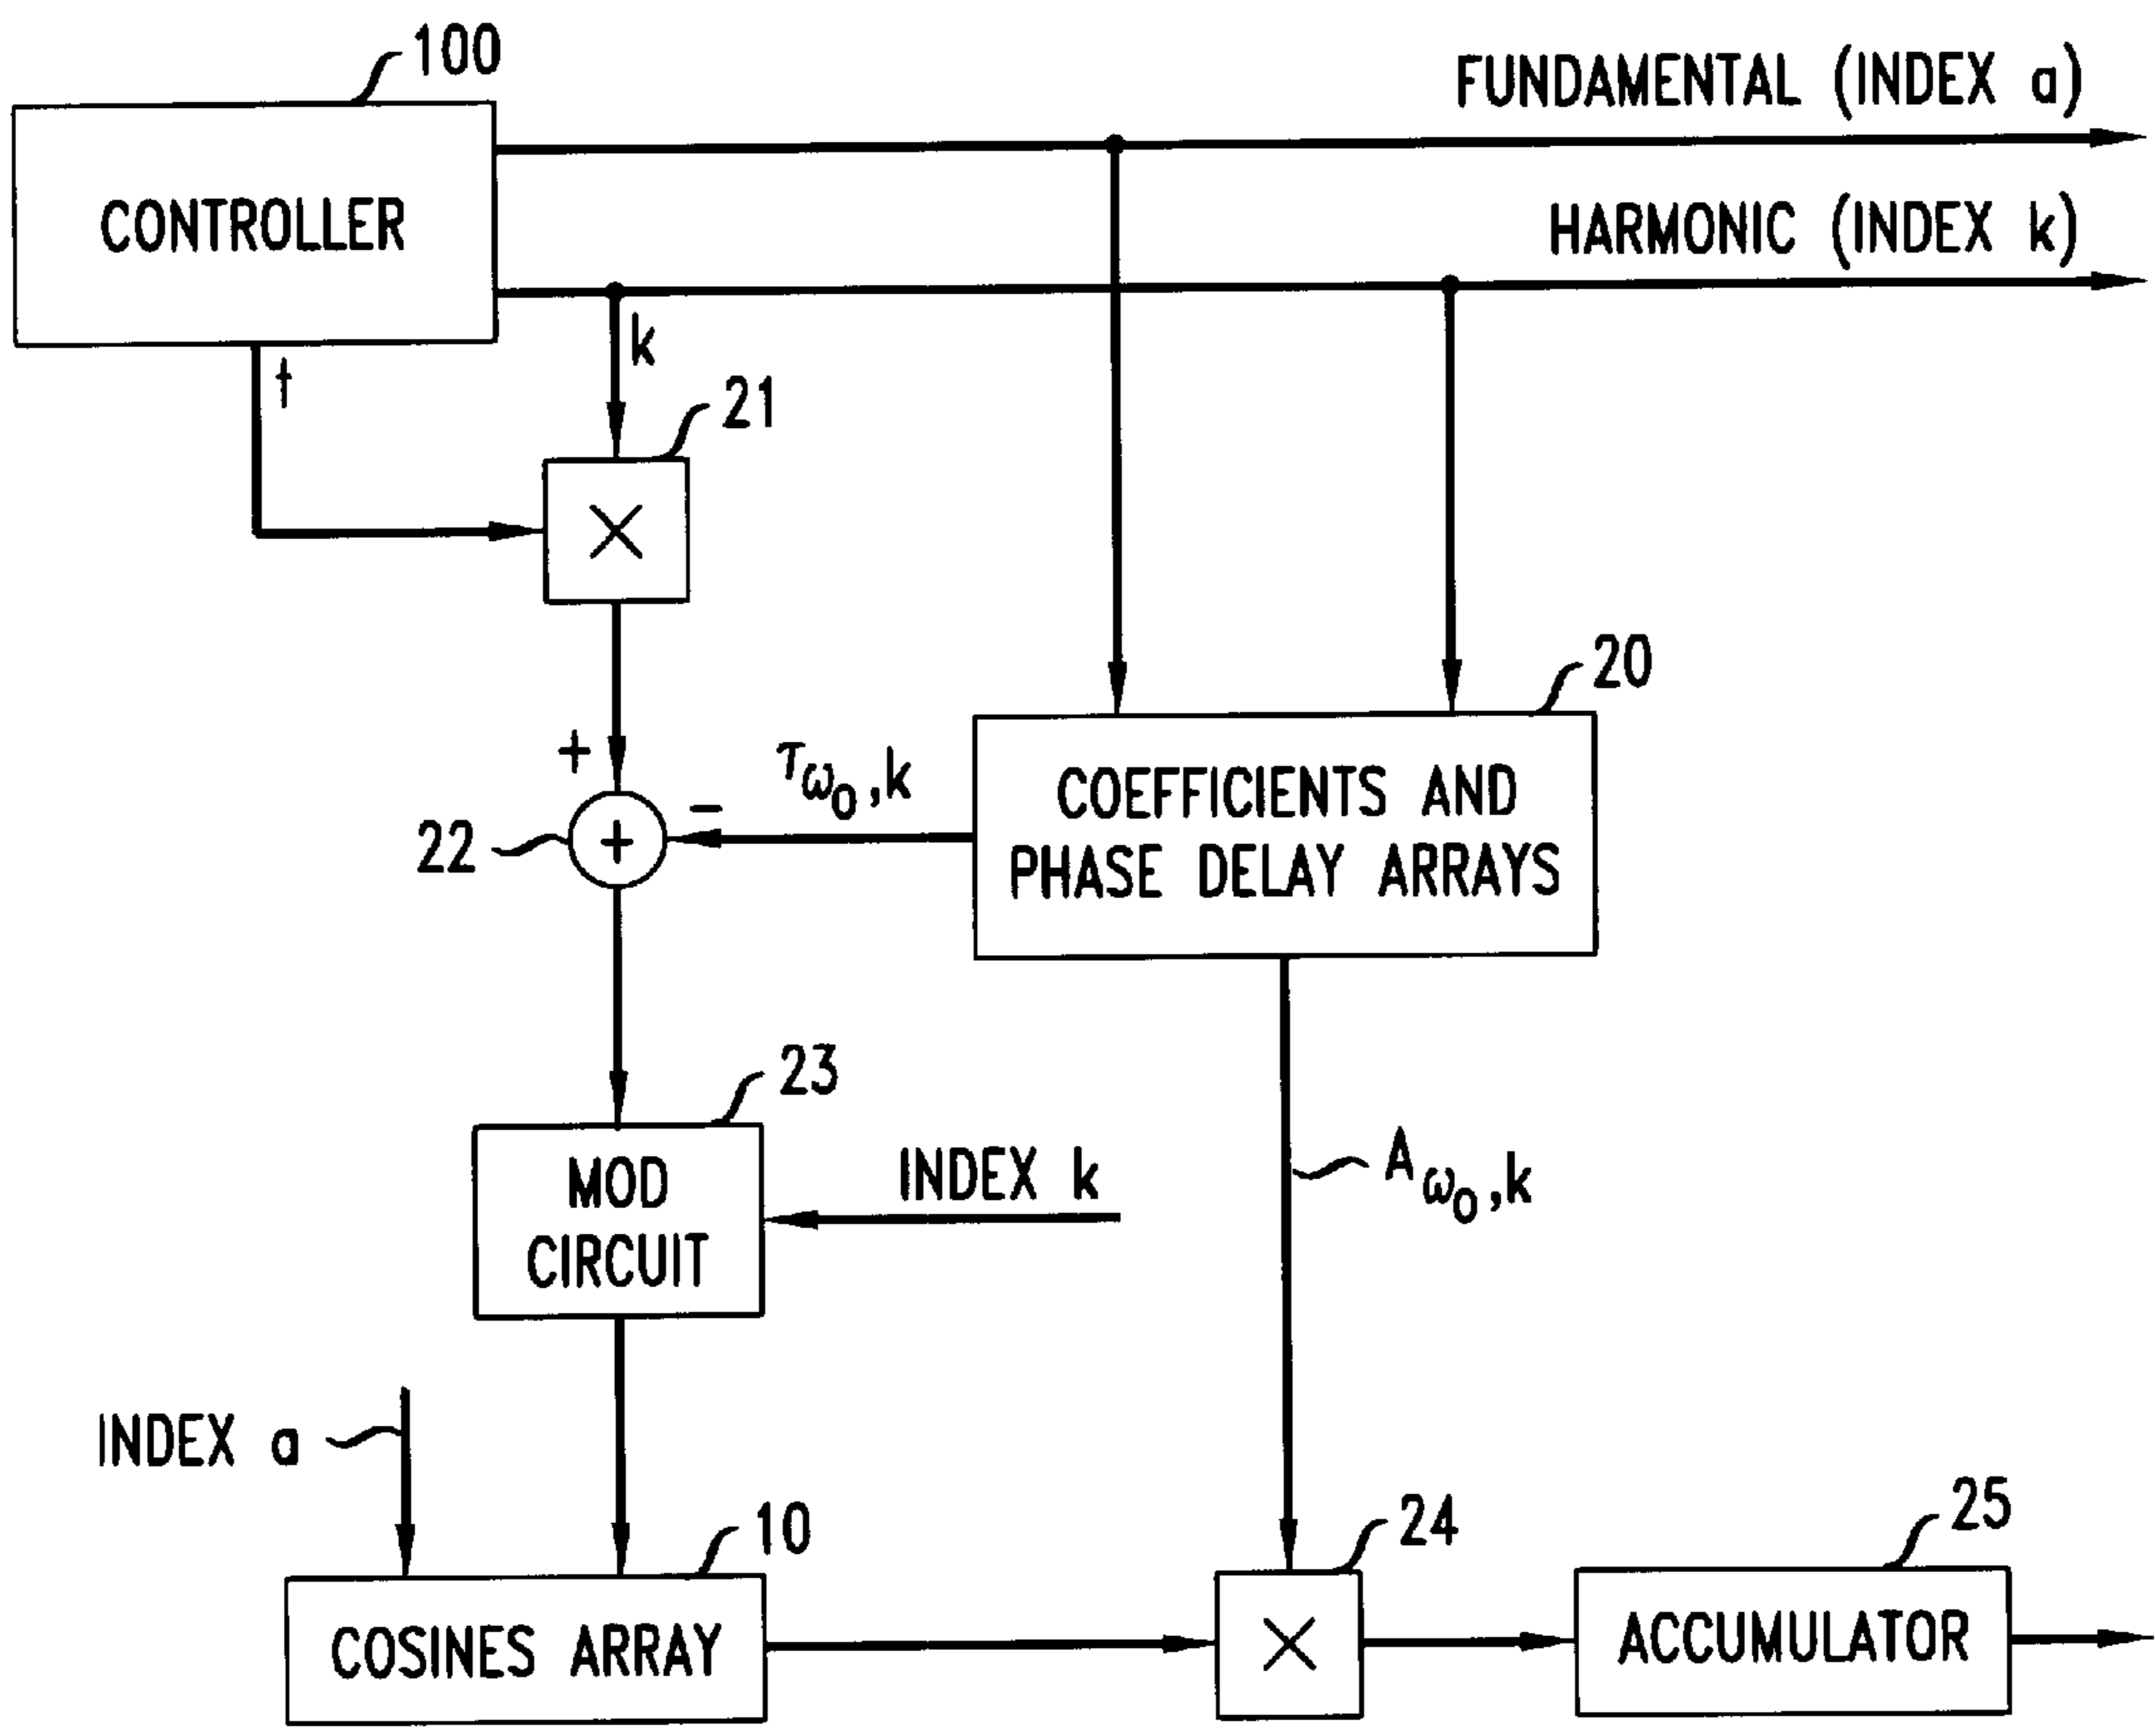 100
FUNDAMENTAL (INDEX a)
CONTROLLER
HARMONIC (INDEX k)
t
k
21
×
20
+
τω₀,k
−
COEFFICIENTS AND
PHASE DELAY ARRAYS
22
+
23
MOD
CIRCUIT
INDEX k
Aω₀,k
INDEX a
10
24
25
COSINES ARRAY
×
ACCUMULATOR